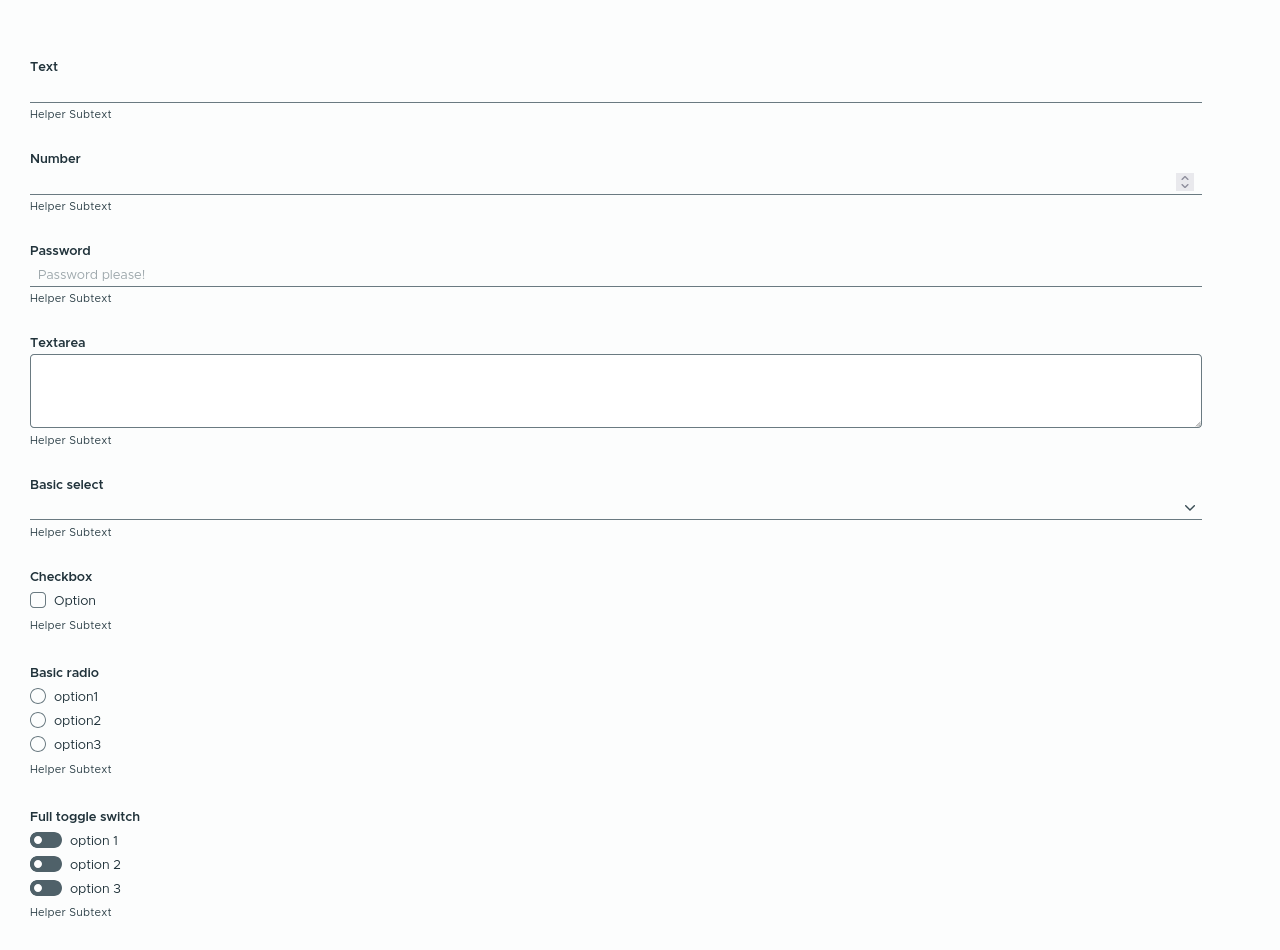 Text
Helper Subtext
Number
Helper Subtext
Password
Password please!
Helper Subtext
Textarea
Helper Subtext
Basic select
Helper Subtext
Checkbox
Option
Helper Subtext
Basic radio
option1
option2
option3
Helper Subtext
Full toggle switch
option 1
option 2
option 3
Helper Subtext